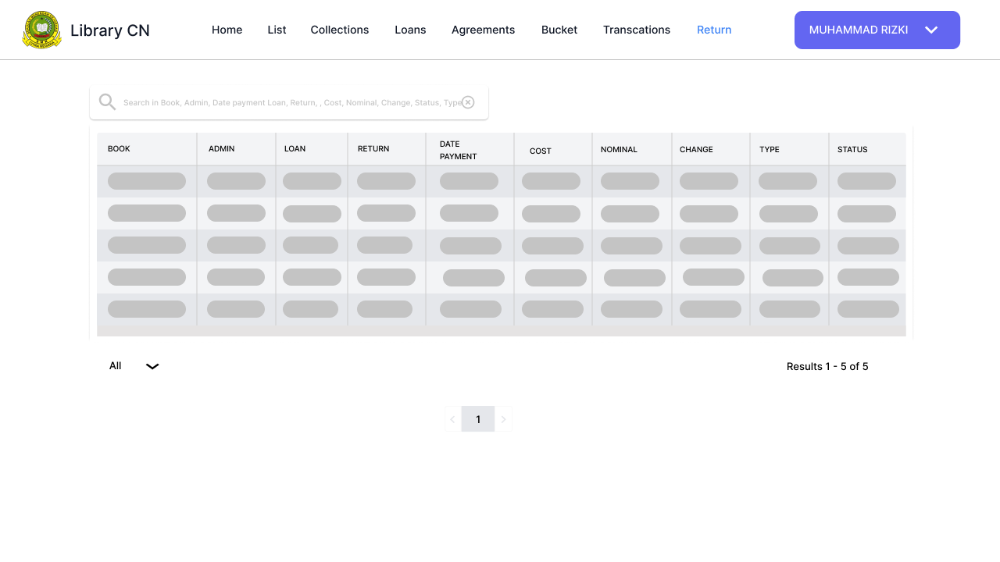 Library CN
Home List Collections Loans Agreements Bucket Transcations Return
MUHAMMAD RIZKI
Search in Book, Admin, Date payment Loan, Return, , Cost, Nominal, Change, Status, Type
BOOK ADMIN LOAN RETURN DATE PAYMENT COST NOMINAL CHANGE TYPE STATUS
All
Results 1 - 5 of 5
1